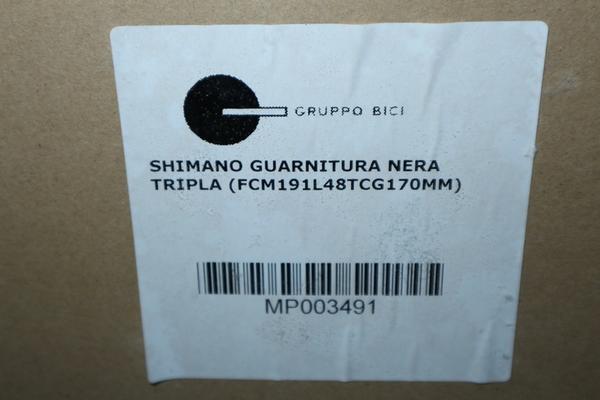 GRUPPO BICI
SHIMANO GUARNITURA NERA
TRIPLA (FCM191L48TCG170MM)
MP003491